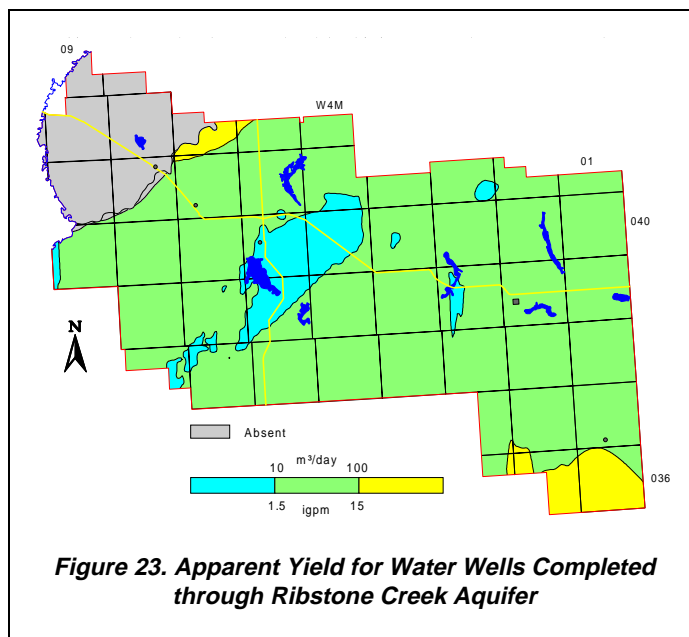 09
W4M
01
040
N
Absent
m³/day
10 100
1.5 15
igpm
036
Figure 23. Apparent Yield for Water Wells Completed
through Ribstone Creek Aquifer